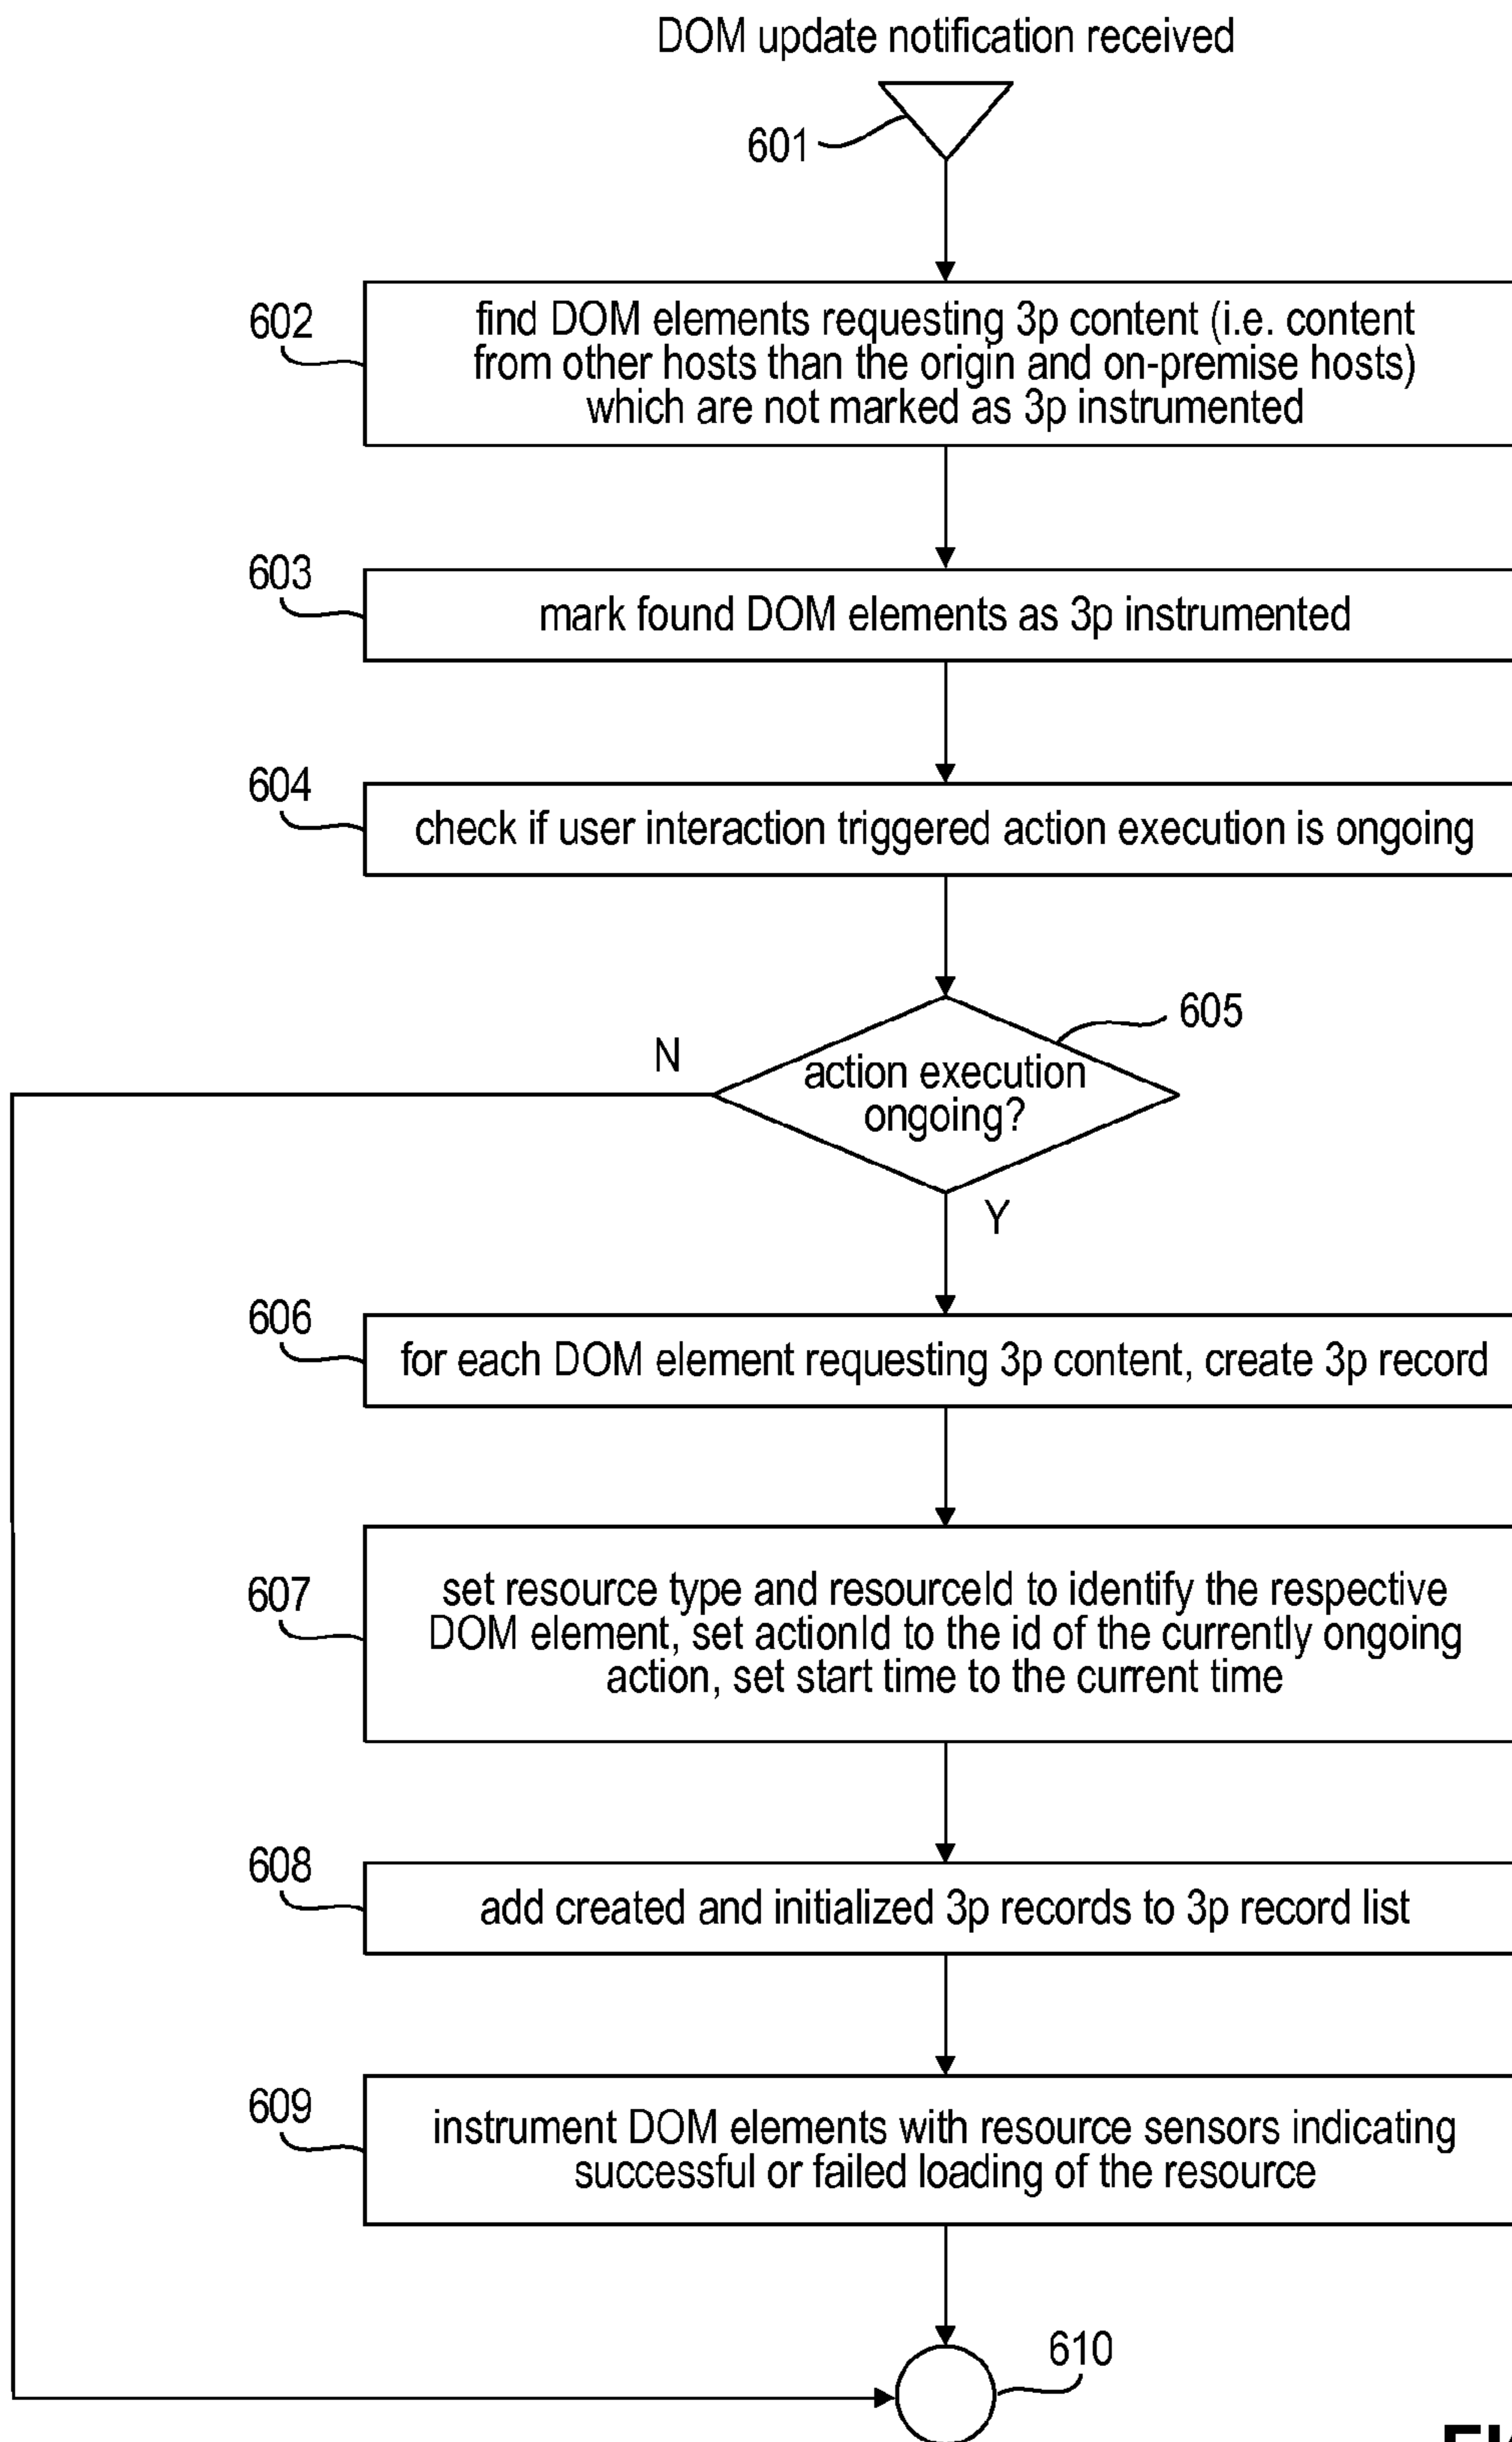 DOM update notification received
601
602
find DOM elements requesting 3p content (i.e. content
from other hosts than the origin and on-premise hosts)
which are not marked as 3p instrumented
603
mark found DOM elements as 3p instrumented
604
check if user interaction triggered action execution is ongoing
605
N
action execution
ongoing?
Y
606
for each DOM element requesting 3p content, create 3p record
607
set resource type and resourceId to identify the respective
DOM element, set actionId to the id of the currently ongoing
action, set start time to the current time
608
add created and initialized 3p records to 3p record list
609
instrument DOM elements with resource sensors indicating
successful or failed loading of the resource
610